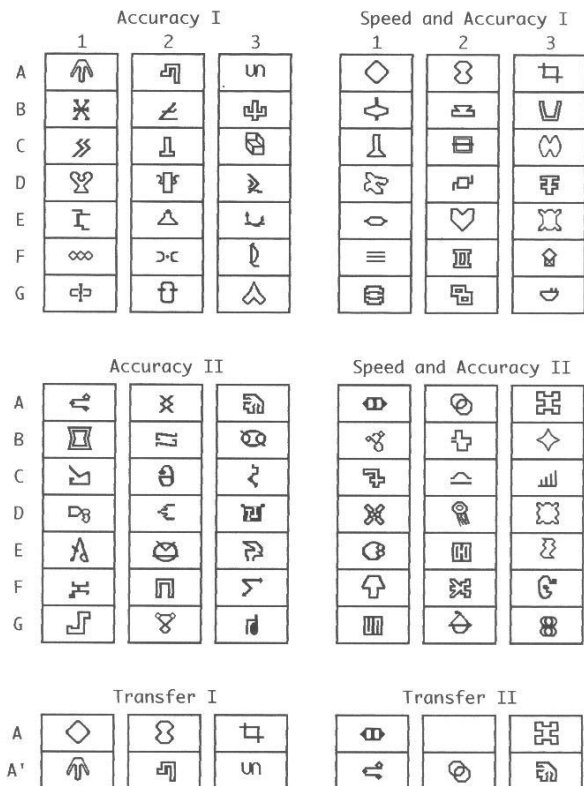 Accuracy I Speed and Accuracy I
1 2 3 1 2 3
A
B
C
D
E
F
G
Accuracy II Speed and Accuracy II
A
B
C
D
E
F
G
Transfer I Transfer II
A
A'